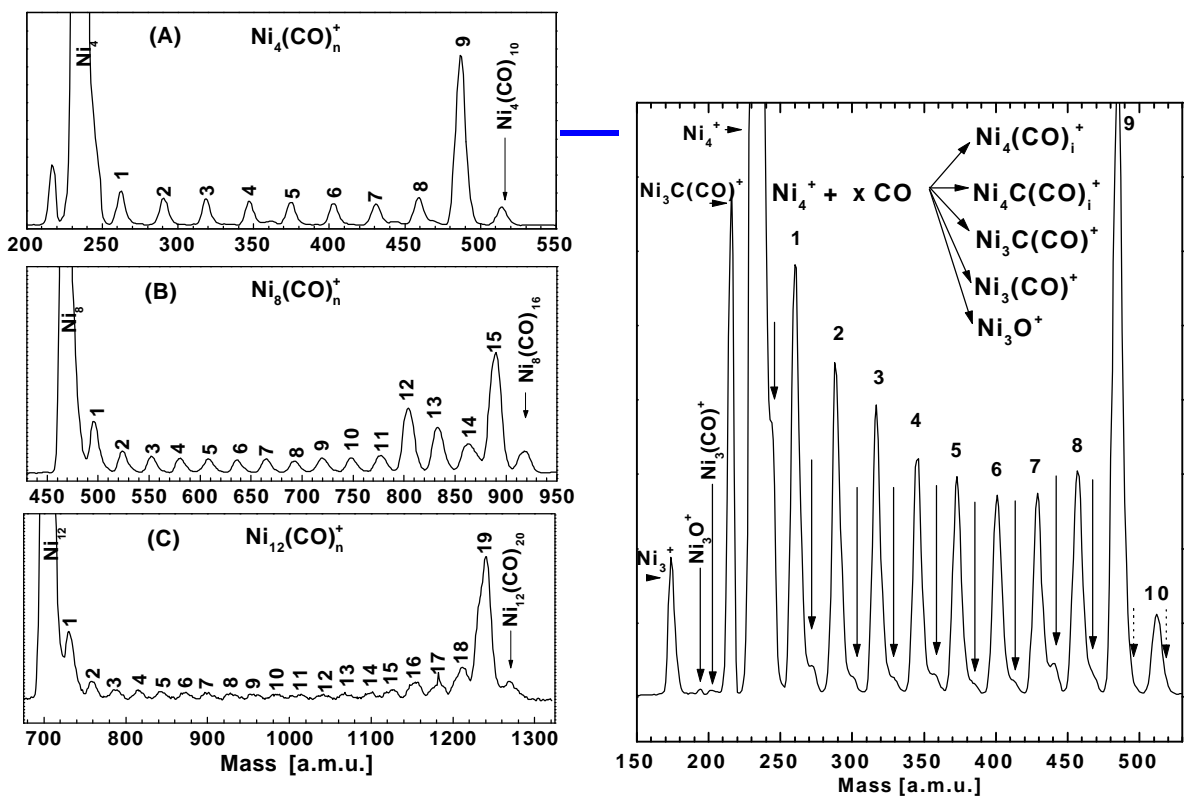 (A) Ni₄(CO)ₙ⁺
Ni₄
1 2 3 4 5 6 7 8 9
Ni₄(CO)₁₀
200 250 300 350 400 450 500 550
(B) Ni₈(CO)ₙ⁺
Ni₈
1 2 3 4 5 6 7 8 9 10 11 12 13 14 15
Ni₈(CO)₁₆
450 500 550 600 650 700 750 800 850 900 950
(C) Ni₁₂(CO)ₙ⁺
Ni₁₂
1 2 3 4 5 6 7 8 9 10 11 12 13 14 15 16 17 18 19
Ni₁₂(CO)₂₀
700 800 900 1000 1100 1200 1300
Mass [a.m.u.]
Ni₄⁺
Ni₃C(CO)⁺
Ni₄⁺ + x CO
Ni₄(CO)ᵢ⁺
Ni₄C(CO)ᵢ⁺
Ni₃C(CO)⁺
Ni₃(CO)⁺
Ni₃O⁺
Ni₃⁺
Ni₃O⁺
Ni₃(CO)⁺
1 2 3 4 5 6 7 8 9 10
150 200 250 300 350 400 450 500
Mass [a.m.u.]